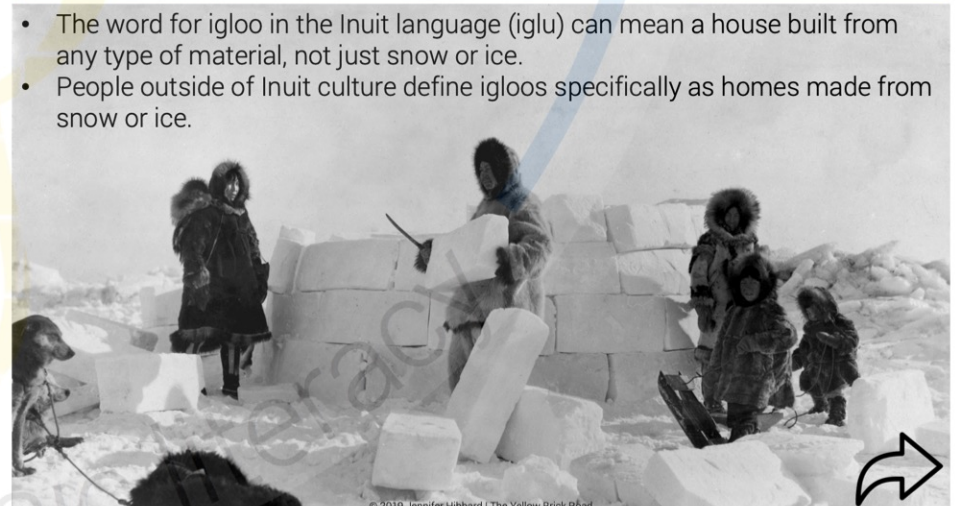 • The word for igloo in the Inuit language (iglu) can mean a house built from
any type of material, not just snow or ice.
• People outside of Inuit culture define igloos specifically as homes made from
snow or ice.
eracy
© 2019 Jennifer Hibbard | The Yellow Brick Road